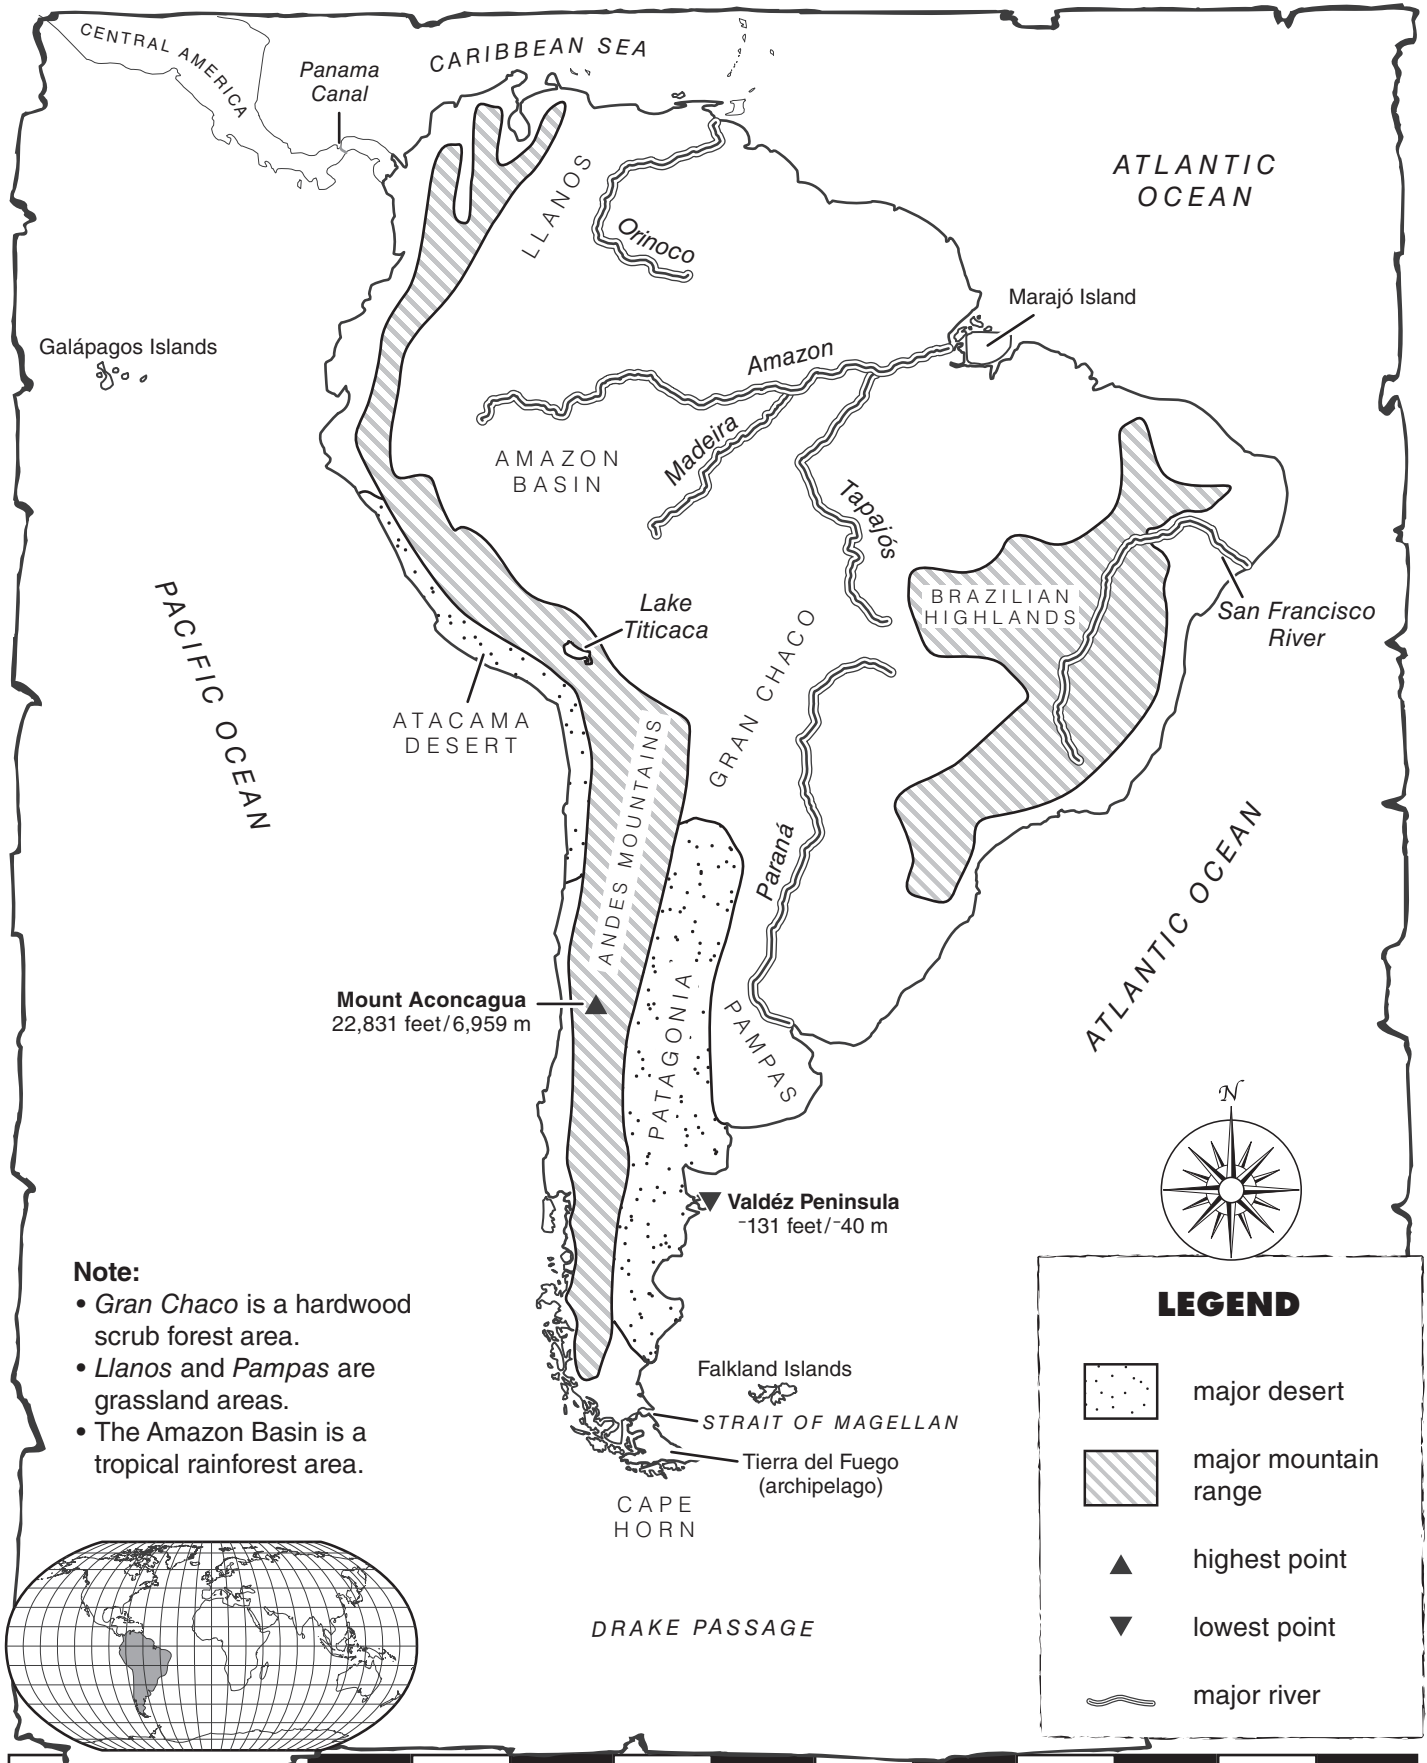 CENTRAL AMERICA
Panama
Canal
CARIBBEAN SEA
ATLANTIC
OCEAN
LLANOS
Orinoco
Marajó Island
Galápagos Islands
Amazon
Madeira
AMAZON
BASIN
Tapajós
PACIFIC OCEAN
Lake
Titicaca
BRAZILIAN
HIGHLANDS
San Francisco
River
ATACAMA
DESERT
GRAN CHACO
ANDES MOUNTAINS
Paraná
ATLANTIC OCEAN
Mount Aconcagua
22,831 feet/6,959 m
PATAGONIA
PAMPAS
N
Valdéz Peninsula
⁻131 feet/⁻40 m
Note:
• Gran Chaco is a hardwood
scrub forest area.
• Llanos and Pampas are
grassland areas.
• The Amazon Basin is a
tropical rainforest area.
Falkland Islands
STRAIT OF MAGELLAN
Tierra del Fuego
(archipelago)
CAPE
HORN
DRAKE PASSAGE
LEGEND
major desert
major mountain
range
highest point
lowest point
major river